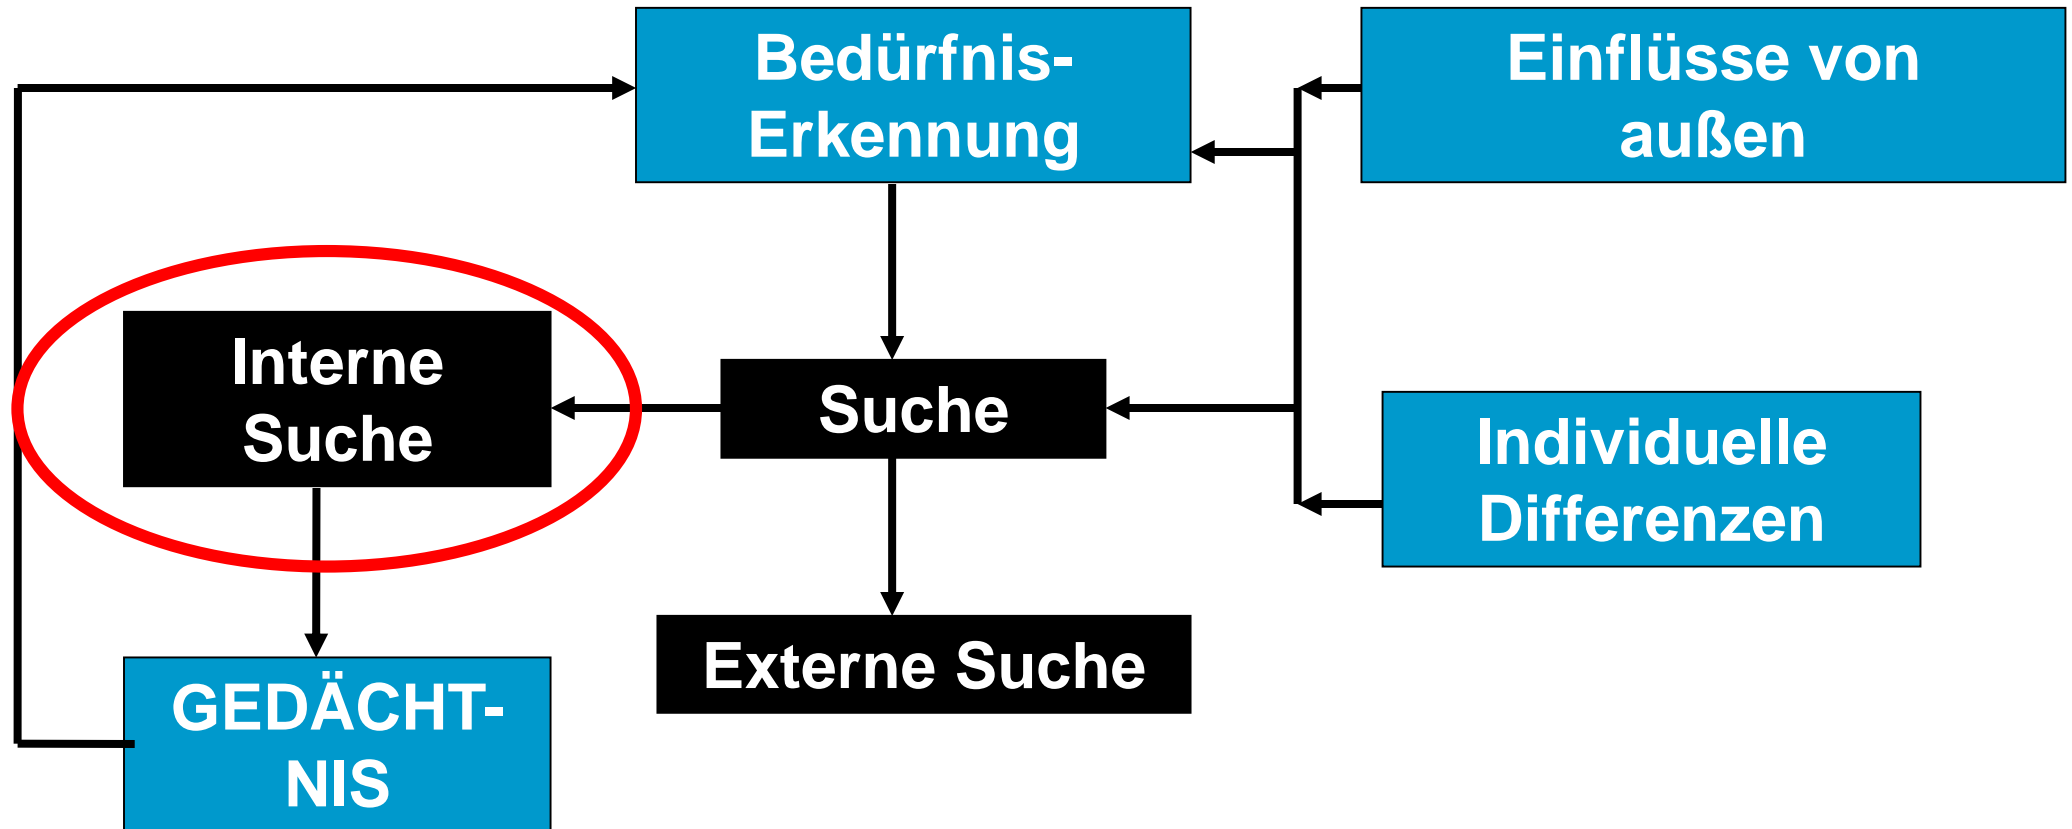 Bedürfnis-
Erkennung
Einflüsse von
außen
Interne
Suche
Suche
Individuelle
Differenzen
Externe Suche
GEDÄCHT-
NIS